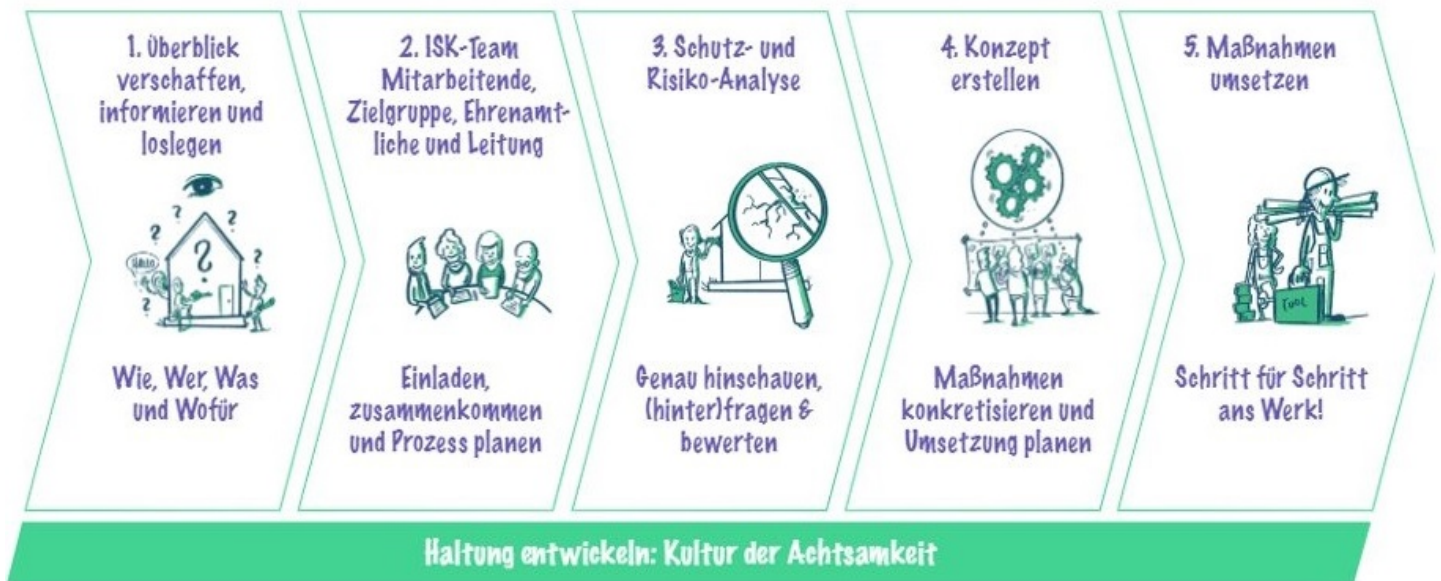 1. Überblick
verschaffen,
informieren und
loslegen
HALLO
Wie, Wer, Was
und Wofür
2. ISK-Team
Mitarbeitende,
Zielgruppe, Ehrenamt-
liche und Leitung
Einladen,
zusammenkommen
und Prozess planen
3. Schutz- und
Risiko-Analyse
Genau hinschauen,
(hinter)fragen &
bewerten
4. Konzept
erstellen
Maßnahmen
konkretisieren und
Umsetzung planen
5. Maßnahmen
umsetzen
TOOL
Schritt für Schritt
ans Werk!
Haltung entwickeln: Kultur der Achtsamkeit